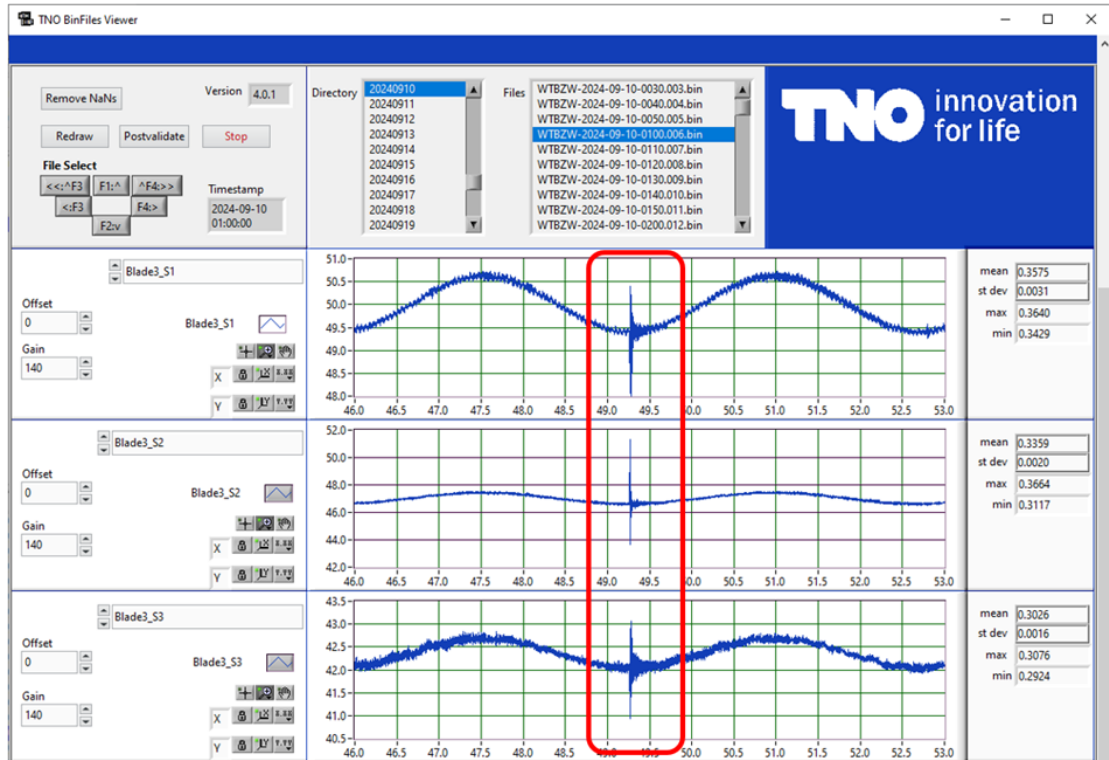 TNO BinFiles Viewer
Remove NaNs
Version 4.0.1
Redraw Postvalidate Stop
File Select
<<:^F3 F1:^ ^F4:>>
<:F3 F4:>
F2:v
Timestamp
2024-09-10
01:00:00
Directory
20240910
20240911
20240912
20240913
20240914
20240915
20240916
20240917
20240918
20240919
Files
WTBZW-2024-09-10-0030.003.bin
WTBZW-2024-09-10-0040.004.bin
WTBZW-2024-09-10-0050.005.bin
WTBZW-2024-09-10-0100.006.bin
WTBZW-2024-09-10-0110.007.bin
WTBZW-2024-09-10-0120.008.bin
WTBZW-2024-09-10-0130.009.bin
WTBZW-2024-09-10-0140.010.bin
WTBZW-2024-09-10-0150.011.bin
WTBZW-2024-09-10-0200.012.bin
TNO innovation
for life
Blade3_S1
Offset
0
Blade3_S1
Gain
140
X
Y
51.0
50.5
50.0
49.5
49.0
48.5
48.0
46.0 46.5 47.0 47.5 48.0 48.5 49.0 49.5 50.0 50.5 51.0 51.5 52.0 52.5 53.0
mean 0.3575
st dev 0.0031
max 0.3640
min 0.3429
Blade3_S2
Offset
0
Blade3_S2
Gain
140
X
Y
52.0
50.0
48.0
46.0
44.0
42.0
46.0 46.5 47.0 47.5 48.0 48.5 49.0 49.5 50.0 50.5 51.0 51.5 52.0 52.5 53.0
mean 0.3359
st dev 0.0020
max 0.3664
min 0.3117
Blade3_S3
Offset
0
Blade3_S3
Gain
140
X
Y
43.5
43.0
42.5
42.0
41.5
41.0
40.5
46.0 46.5 47.0 47.5 48.0 48.5 49.0 49.5 50.0 50.5 51.0 51.5 52.0 52.5 53.0
mean 0.3026
st dev 0.0016
max 0.3076
min 0.2924